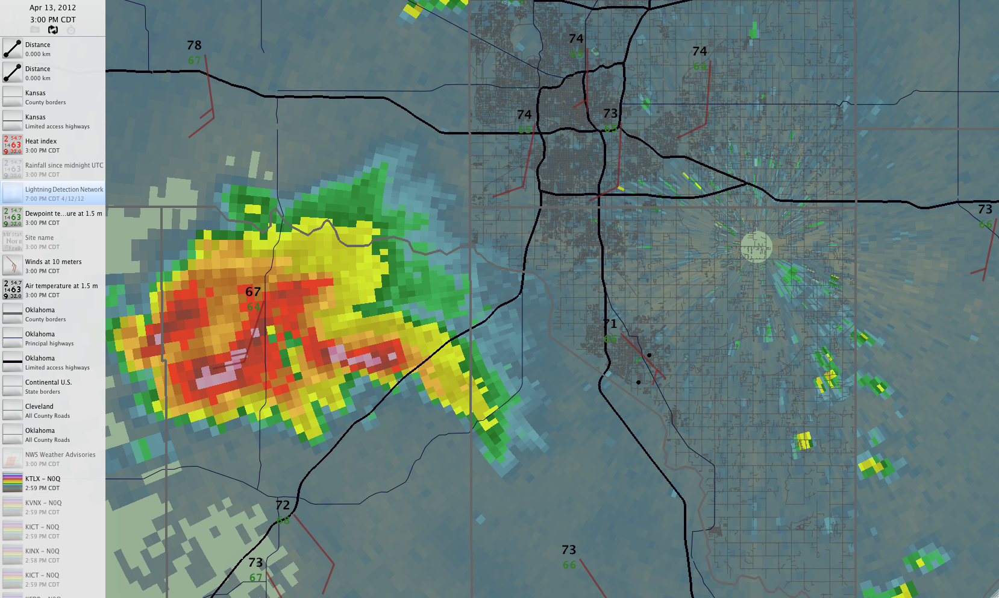 Apr 13, 2012
3:00 PM CDT
Distance
0.000 km
Distance
0.000 km
Kansas
County borders
Kansas
Limited access highways
Heat index
3:00 PM CDT
Rainfall since midnight UTC
3:00 PM CDT
Lightning Detection Network
7:00 PM CDT 4/12/12
Dewpoint te...ure at 1.5 m
3:00 PM CDT
Site name
3:00 PM CDT
Winds at 10 meters
3:00 PM CDT
Air temperature at 1.5 m
3:00 PM CDT
Oklahoma
County borders
Oklahoma
Principal highways
Oklahoma
Limited access highways
Continental U.S.
State borders
Cleveland
All County Roads
Oklahoma
All County Roads
NWS Weather Advisories
3:00 PM CDT
KTLX - N0Q
2:59 PM CDT
KVNX - N0Q
2:59 PM CDT
KICT - N0Q
2:59 PM CDT
KINX - N0Q
2:58 PM CDT
KICT - N0Q
2:59 PM CDT
78
67
74
65
74
74
65
73
65
73
66
67
64
71
72
68
73
67
73
66